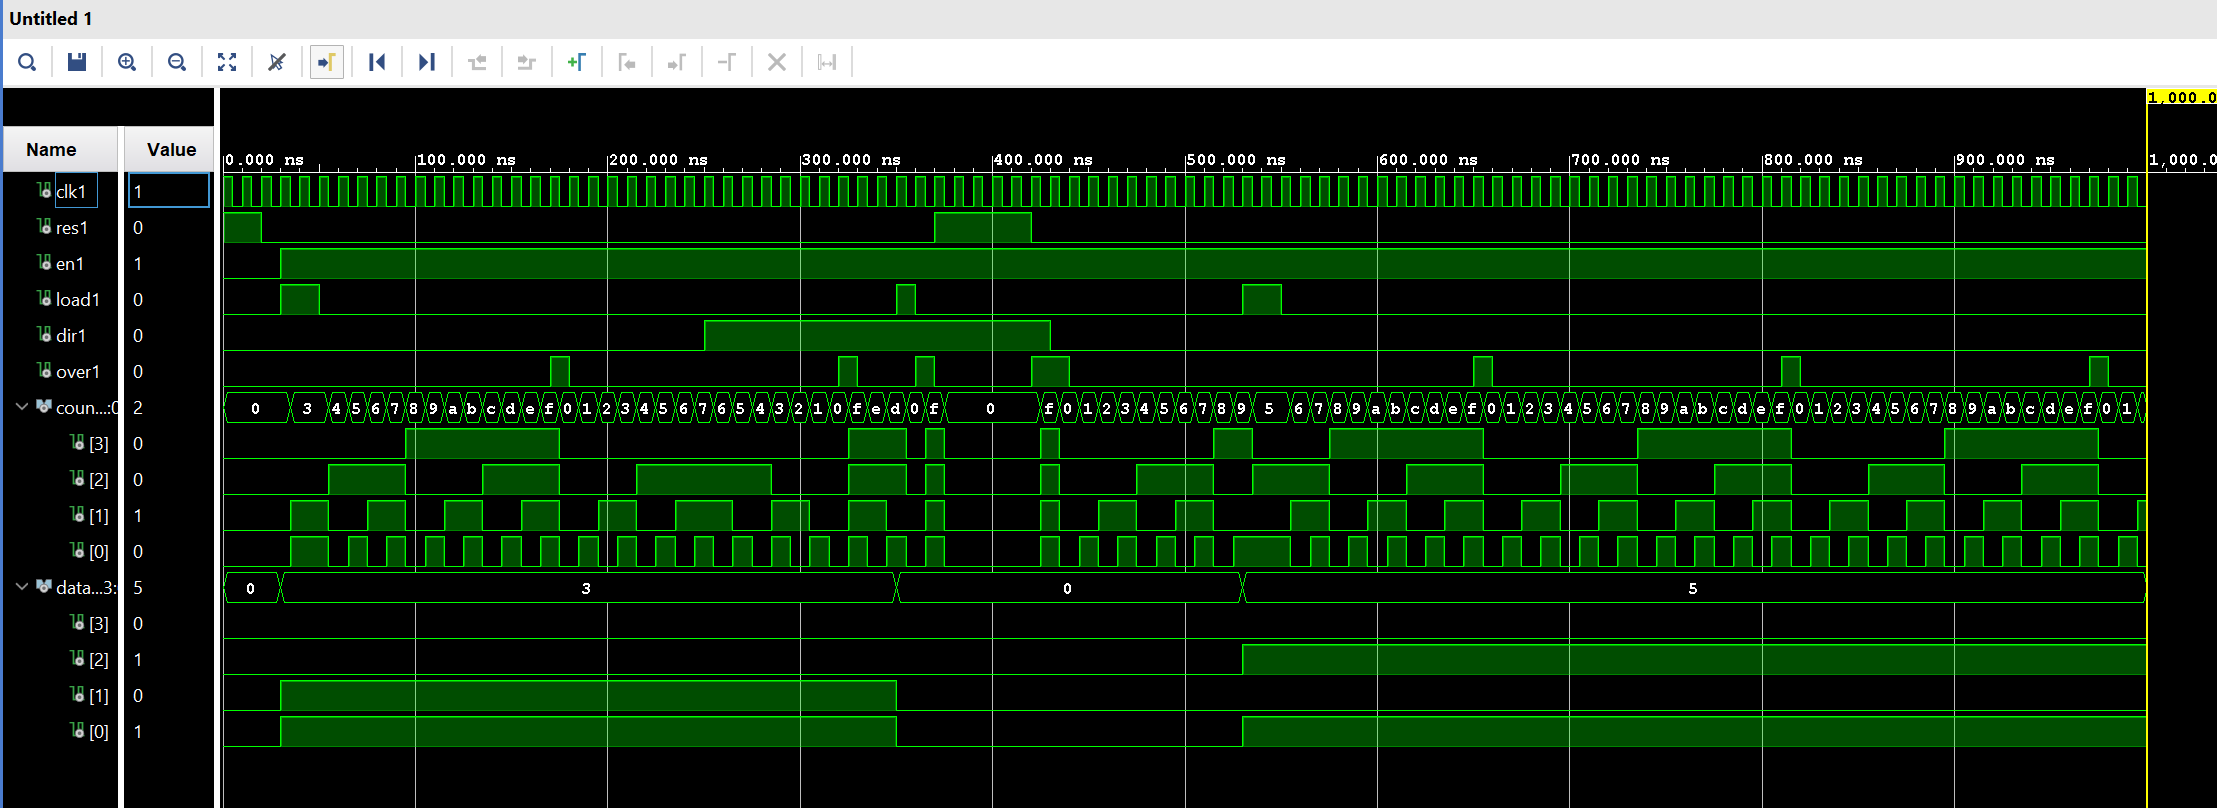 Untitled 1
1,000.0
Name Value
0.000 ns 100.000 ns 200.000 ns 300.000 ns 400.000 ns 500.000 ns 600.000 ns 700.000 ns 800.000 ns 900.000 ns 1,000.0
clk1 1
res1 0
en1 1
load1 0
dir1 0
over1 0
coun...:0 2 0 3 4 5 6 7 8 9 a b c d e f 0 1 2 3 4 5 6 7 6 5 4 3 2 1 0 f e d 0 f 0 f 0 1 2 3 4 5 6 7 8 9 5 6 7 8 9 a b c d e f 0 1 2 3 4 5 6 7 8 9 a b c d e f 0 1 2 3 4 5 6 7 8 9 a b c d e f 0 1
[3] 0
[2] 0
[1] 1
[0] 0
data...3: 5 0 3 0 5
[3] 0
[2] 1
[1] 0
[0] 1